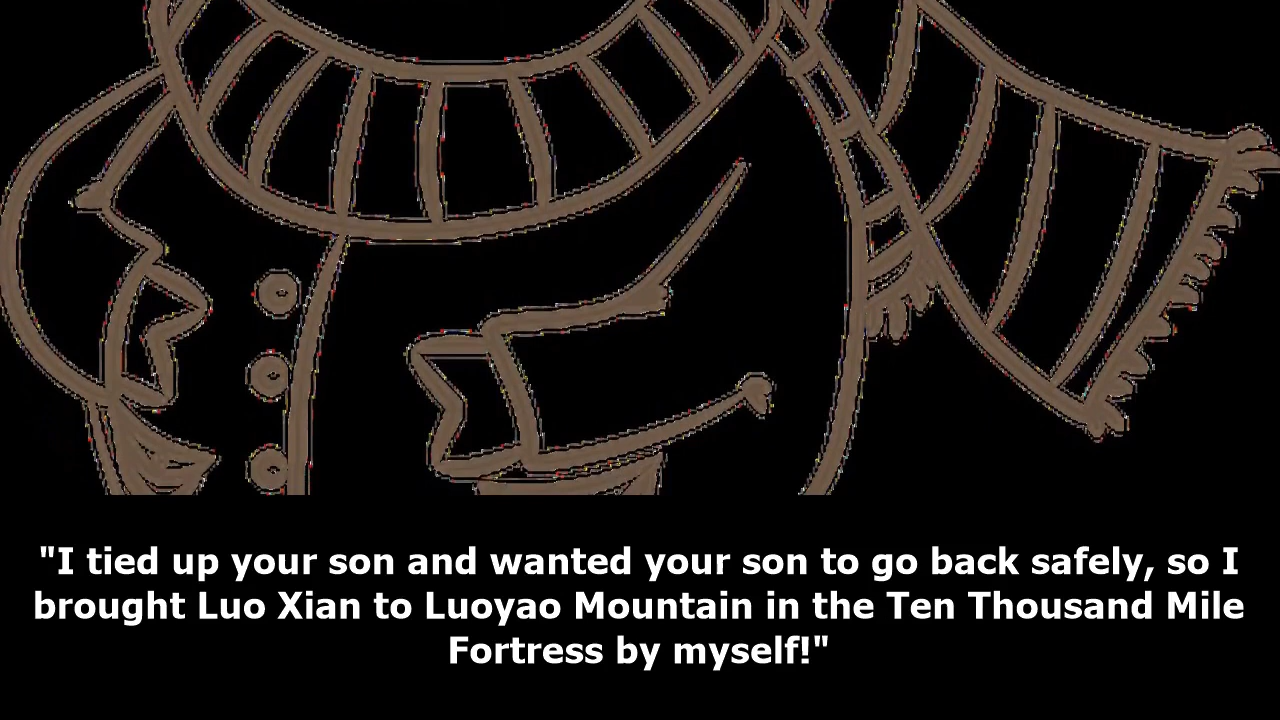 "I tied up your son and wanted your son to go back safely, so I
brought Luo Xian to Luoyao Mountain in the Ten Thousand Mile
Fortress by myself!"